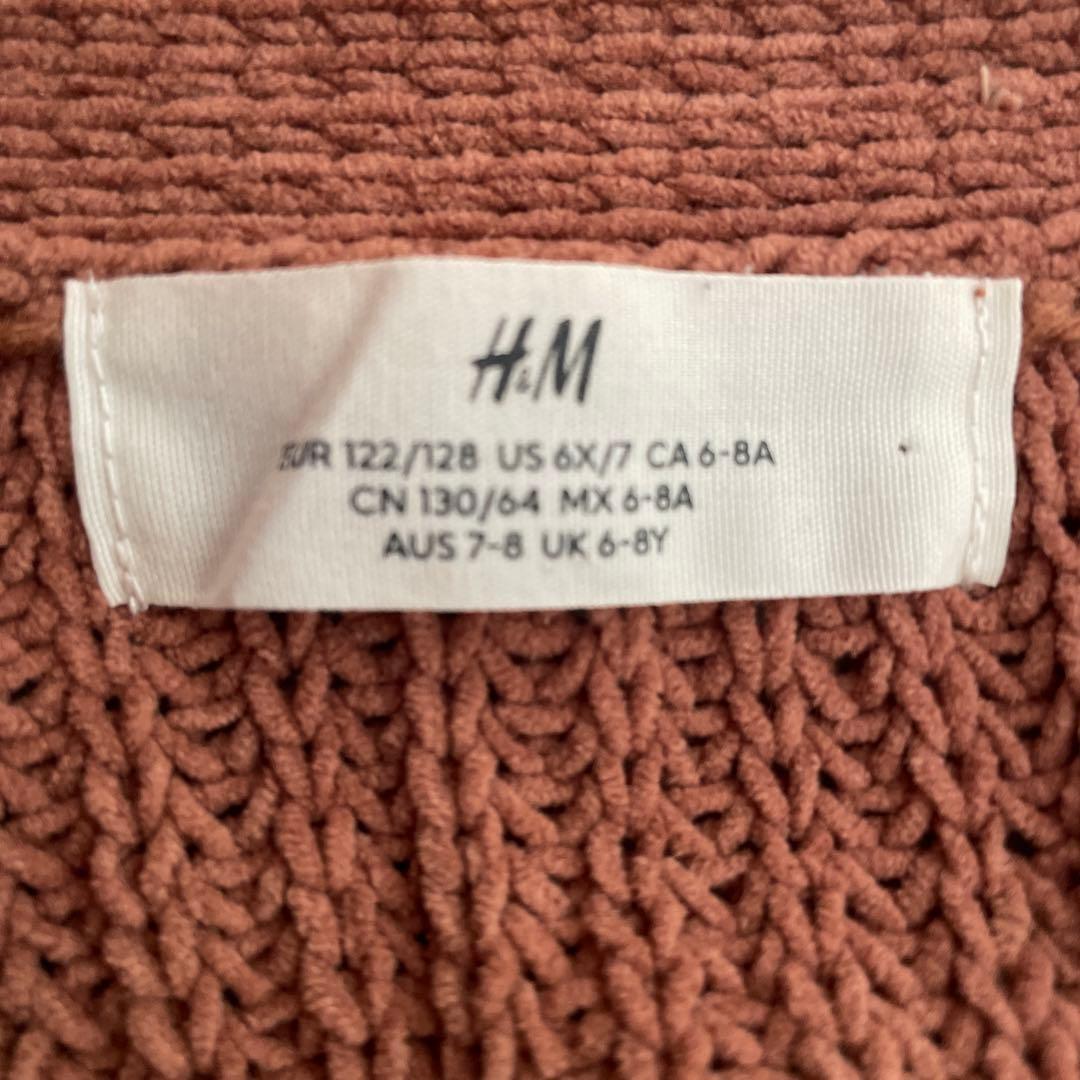 H&M
EUR 122/128 US 6X/7 CA 6-8A
CN 130/64 MX 6-8A
AUS 7-8 UK 6-8Y